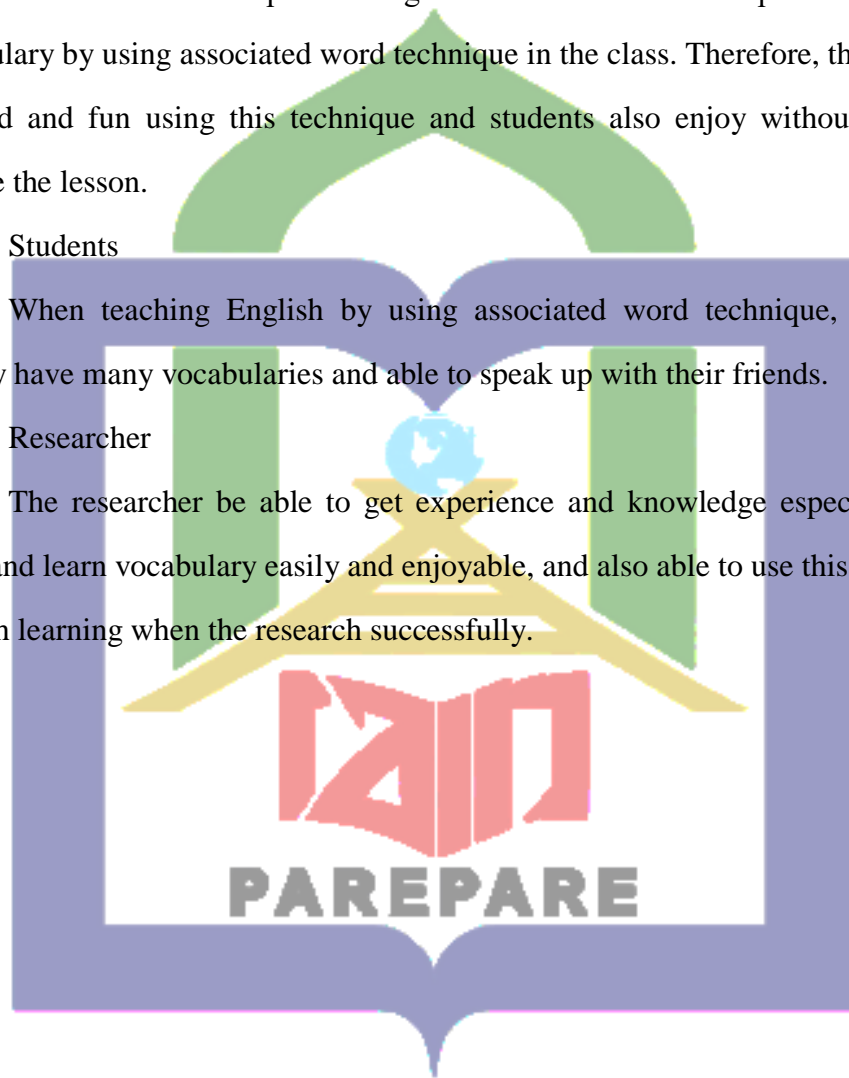 ulary by using associated word technique in the class. Therefore, th
d and fun using this technique and students also enjoy withou
e the lesson.
Students
When teaching English by using associated word technique,
y have many vocabularies and able to speak up with their friends.
Researcher
The researcher be able to get experience and knowledge espec
and learn vocabulary easily and enjoyable, and also able to use this
n learning when the research successfully.
iain
PAREPARE